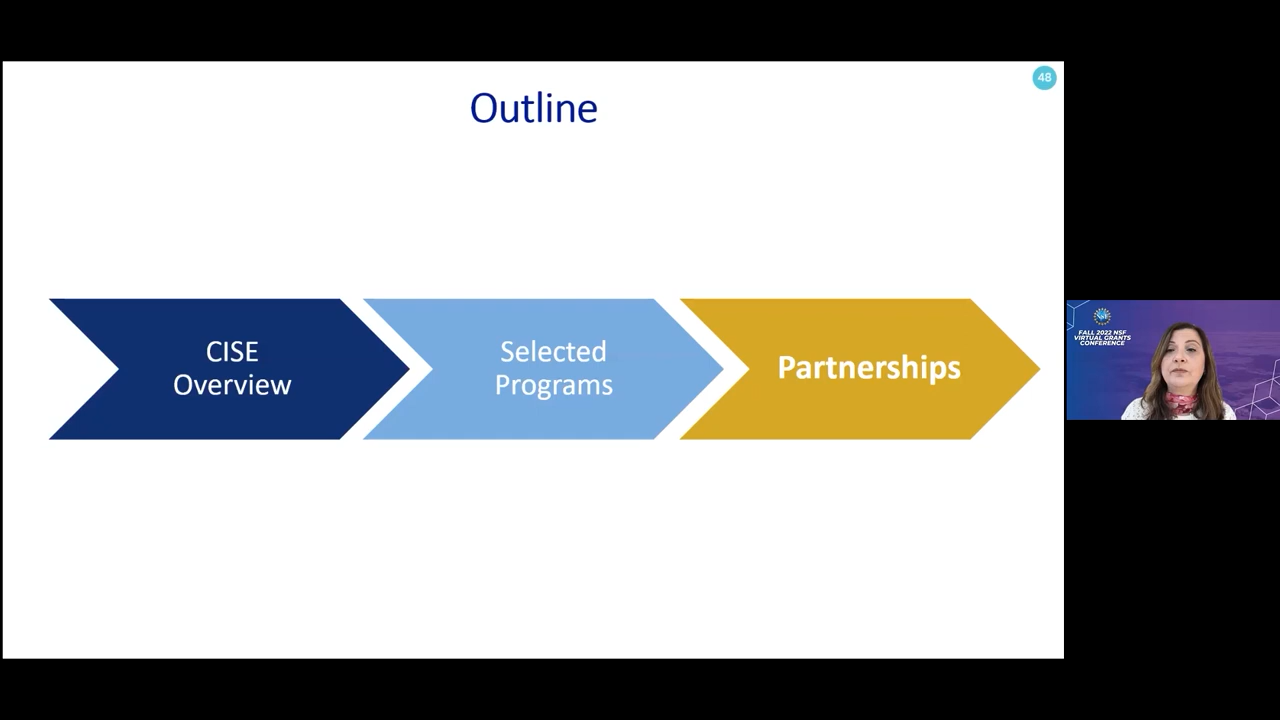 48
Outline
CISE
Overview
Selected
Programs
Partnerships
FALL 2022 NSF
VIRTUAL GRANTS
CONFERENCE